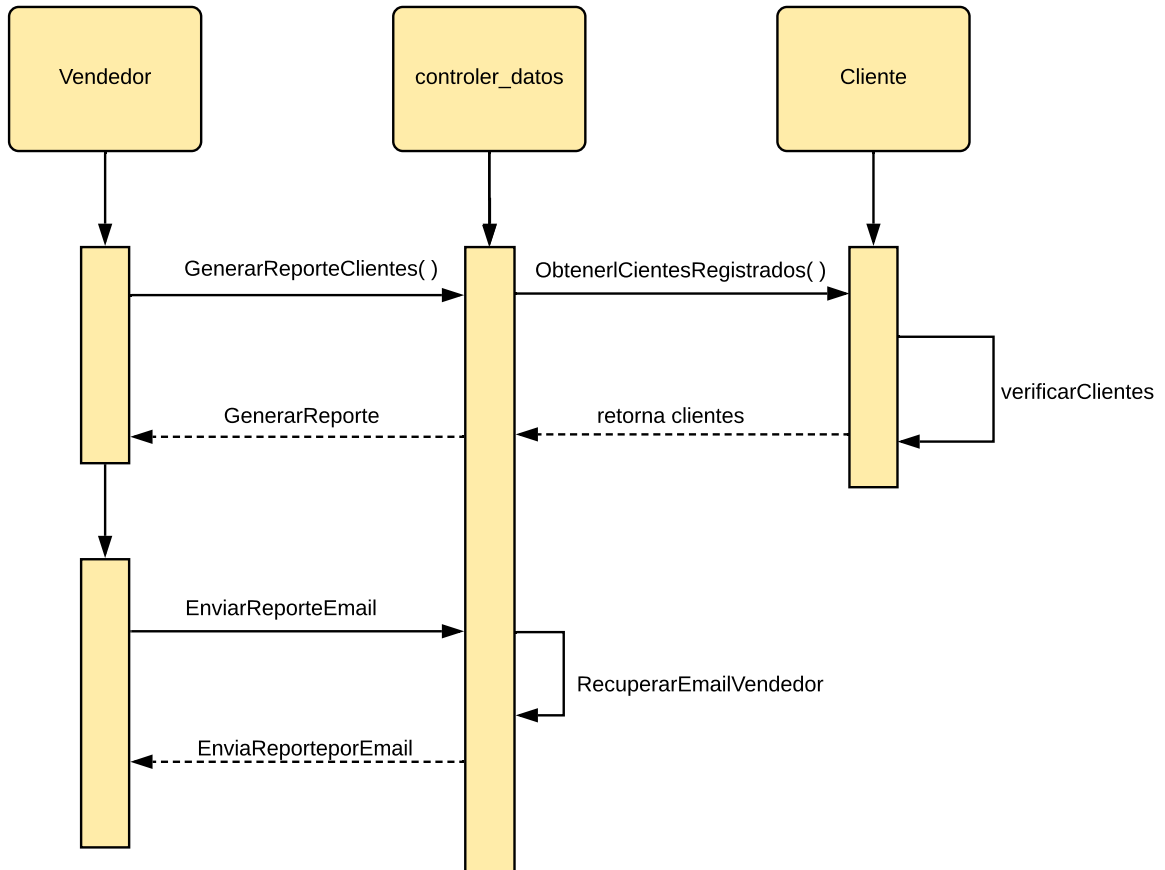 Vendedor
controler_datos
Cliente
GenerarReporteClientes( )
ObtenerlCientesRegistrados( )
verificarClientes
GenerarReporte
retorna clientes
EnviarReporteEmail
RecuperarEmailVendedor
EnviaReporteporEmail